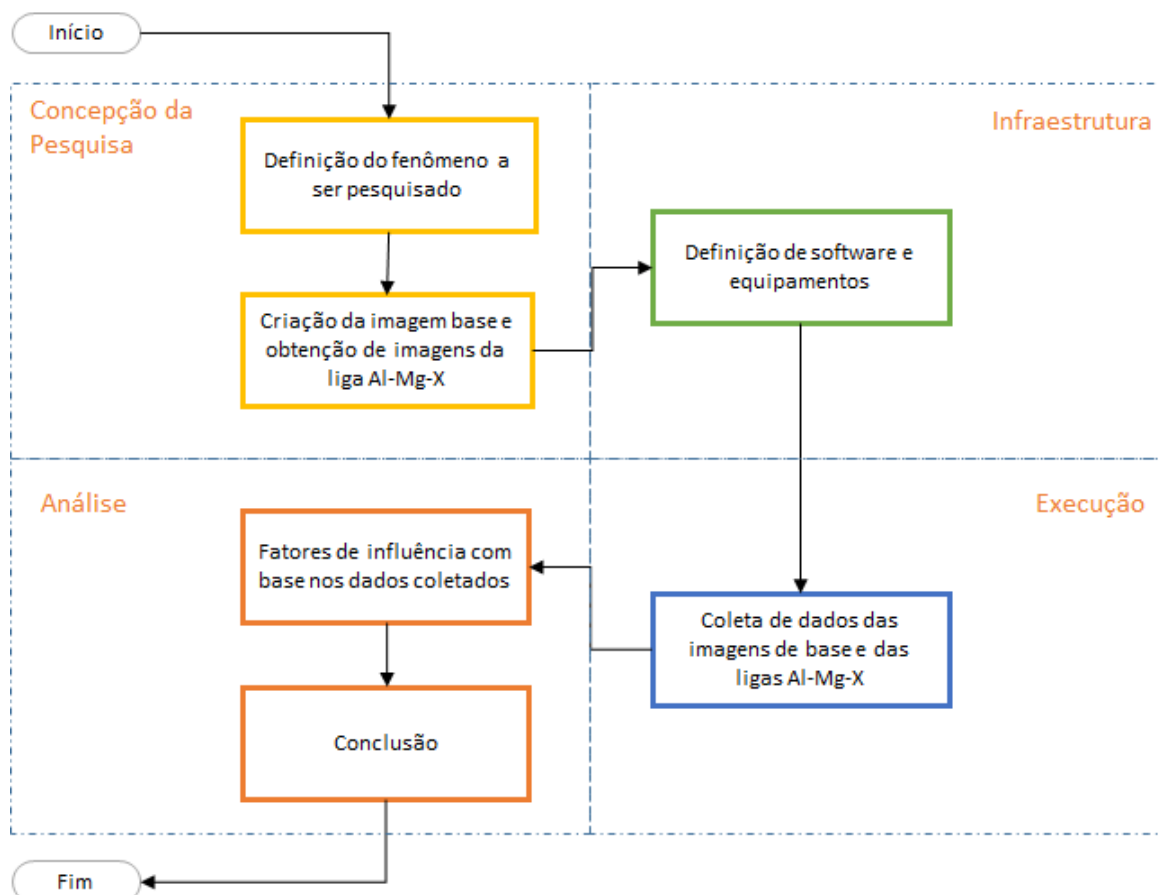 Início
Concepção da
Pesquisa
Infraestrutura
Definição do fenômeno a
ser pesquisado
Criação da imagem base e
obtenção de imagens da
liga Al-Mg-X
Definição de software e
equipamentos
Análise
Execução
Fatores de influência com
base nos dados coletados
Coleta de dados das
imagens de base e das
ligas Al-Mg-X
Conclusão
Fim